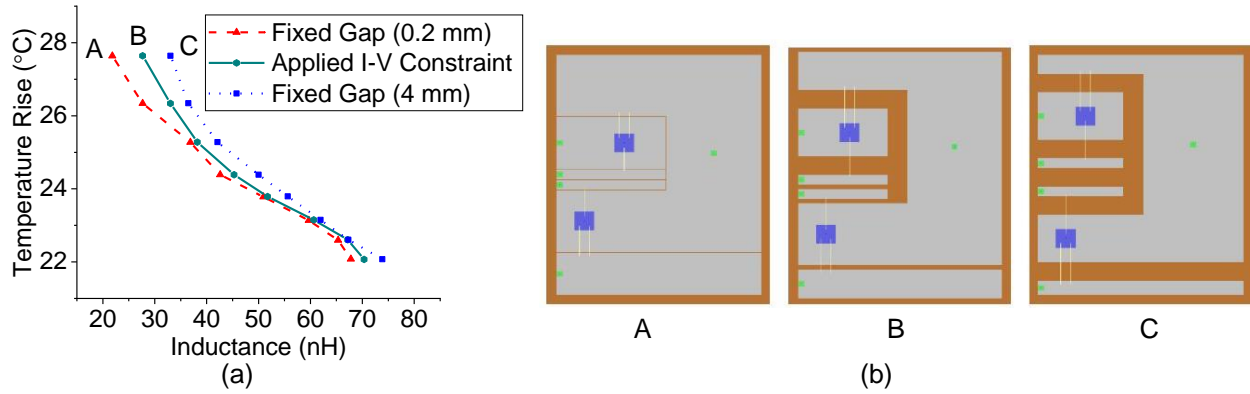 A
B
C
Fixed Gap (0.2 mm)
Applied I-V Constraint
Fixed Gap (4 mm)
Temperature Rise (°C)
28
26
24
22
20 30 40 50 60 70 80
Inductance (nH)
(a)
A B C
(b)